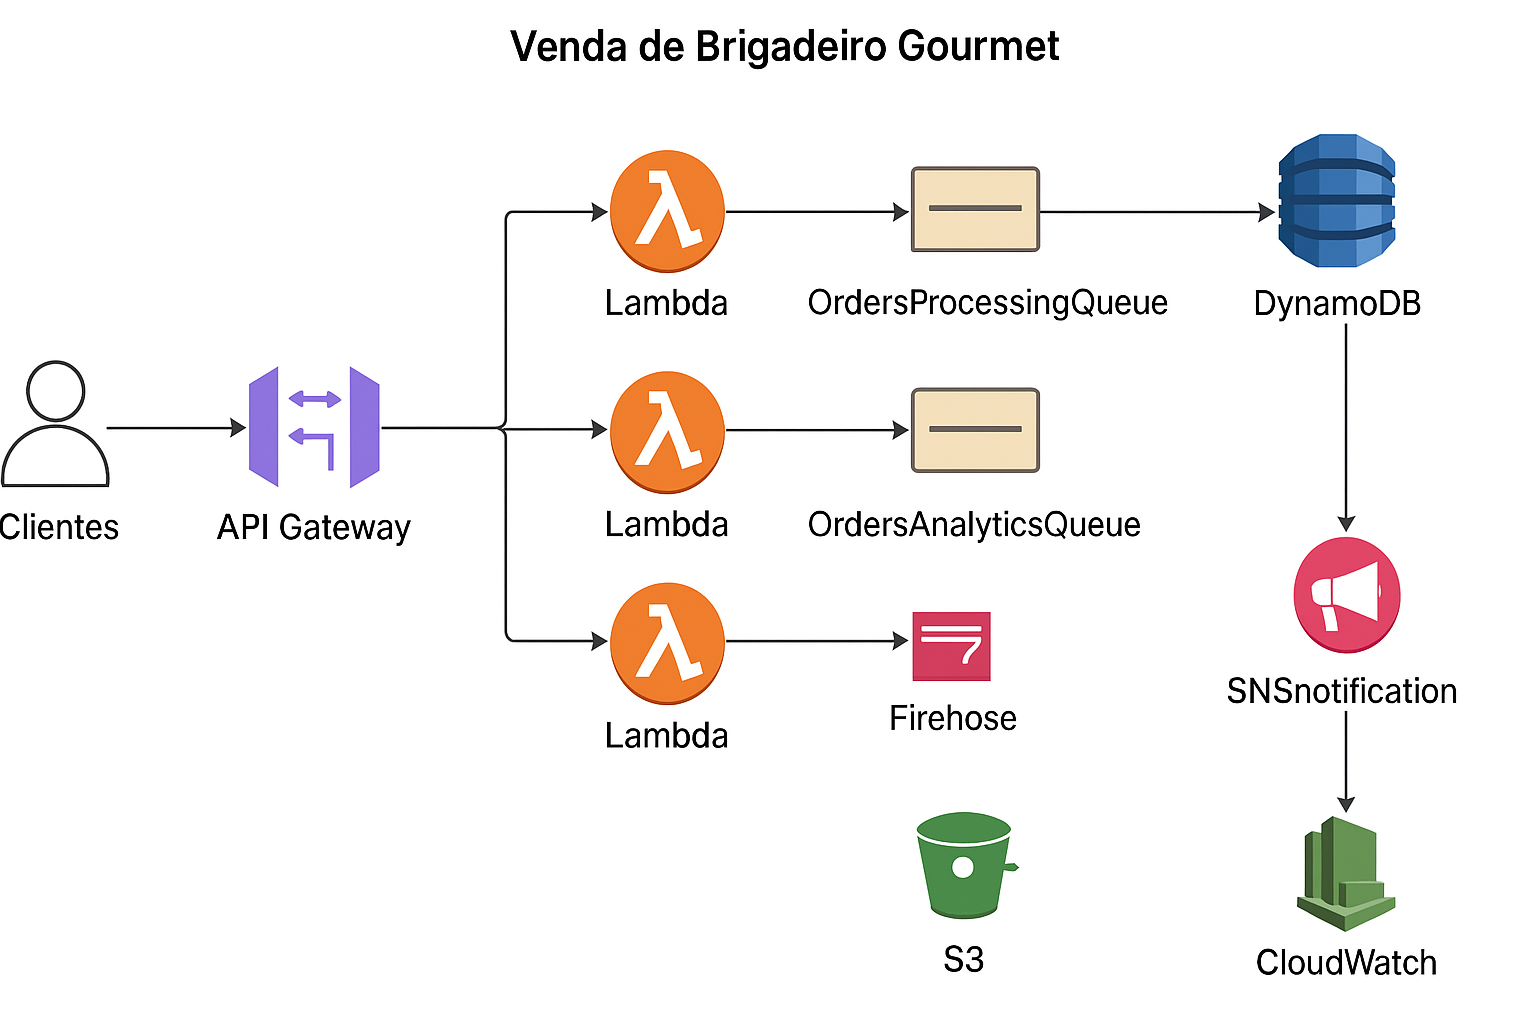 Venda de Brigadeiro Gourmet
Lambda
OrdersProcessingQueue
DynamoDB
Clientes
API Gateway
Lambda
OrdersAnalyticsQueue
Lambda
Firehose
SNSnotification
S3
CloudWatch